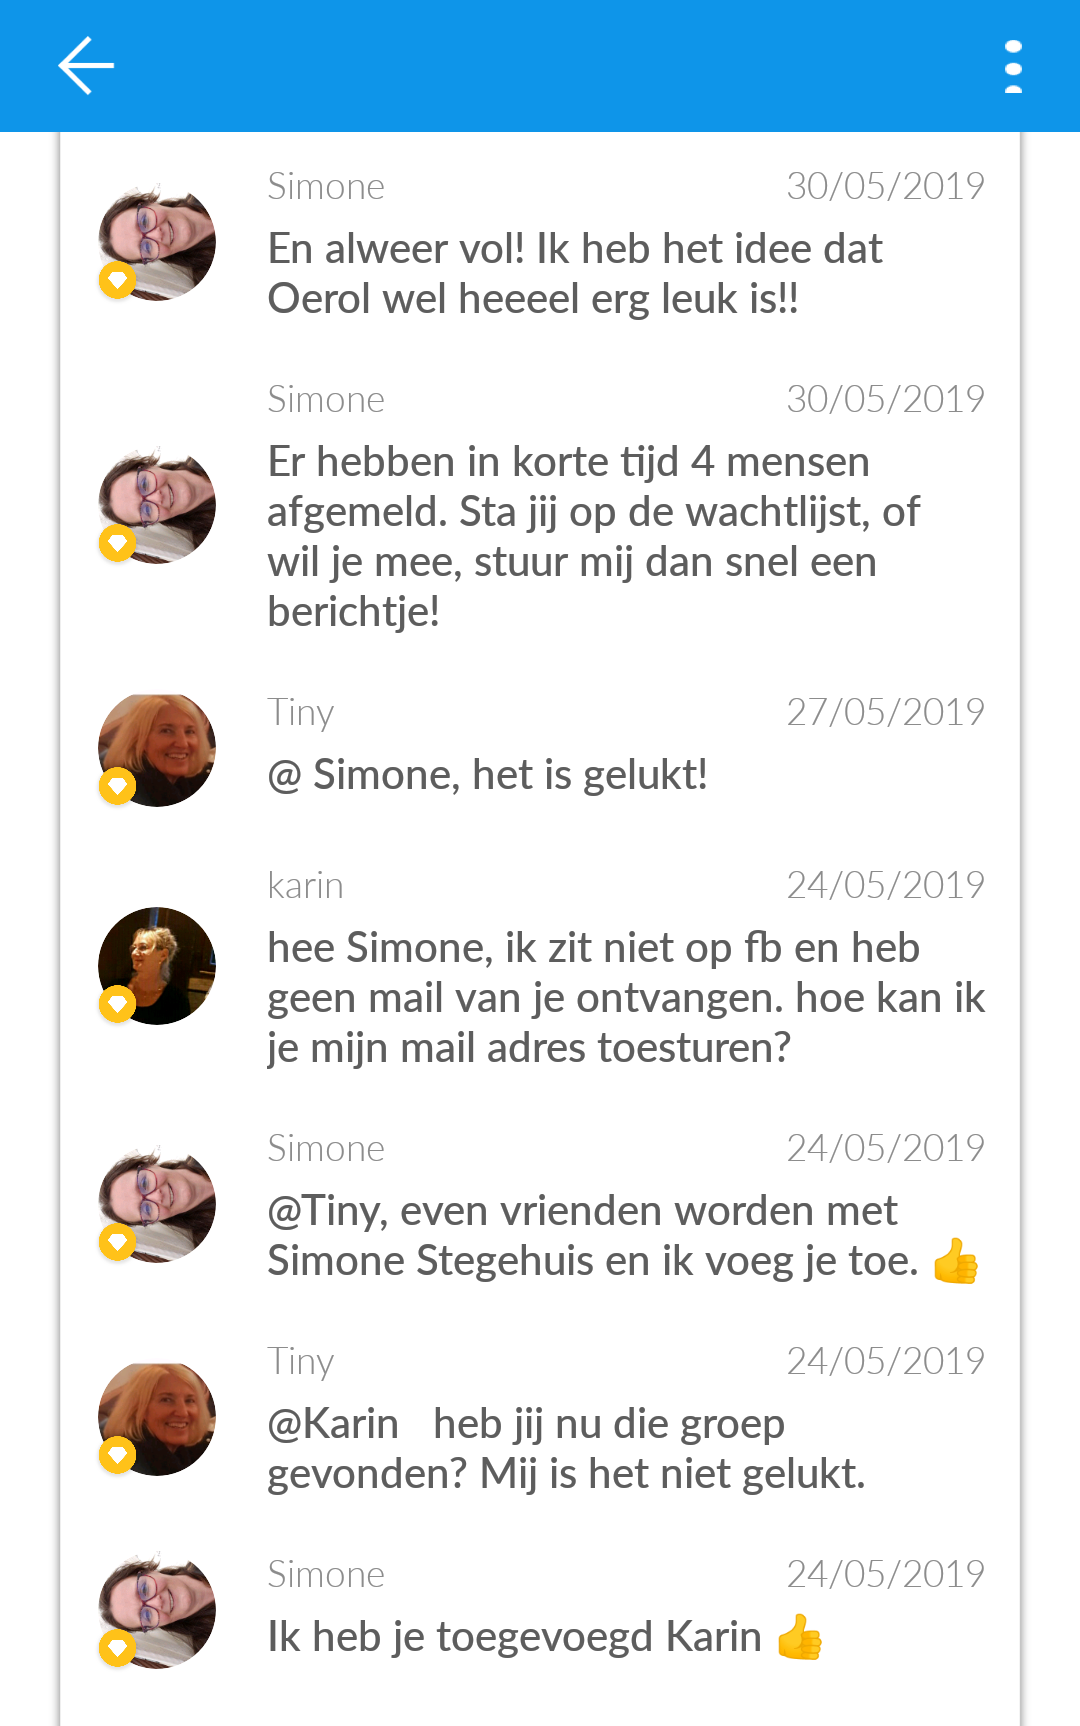 Simone 30/05/2019
En alweer vol! Ik heb het idee dat
Oerol wel heeeel erg leuk is!!
Simone 30/05/2019
Er hebben in korte tijd 4 mensen
afgemeld. Sta jij op de wachtlijst, of
wil je mee, stuur mij dan snel een
berichtje!
Tiny 27/05/2019
@ Simone, het is gelukt!
karin 24/05/2019
hee Simone, ik zit niet op fb en heb
geen mail van je ontvangen. hoe kan ik
je mijn mail adres toesturen?
Simone 24/05/2019
@Tiny, even vrienden worden met
Simone Stegehuis en ik voeg je toe. 👍
Tiny 24/05/2019
@Karin   heb jij nu die groep
gevonden? Mij is het niet gelukt.
Simone 24/05/2019
Ik heb je toegevoegd Karin 👍